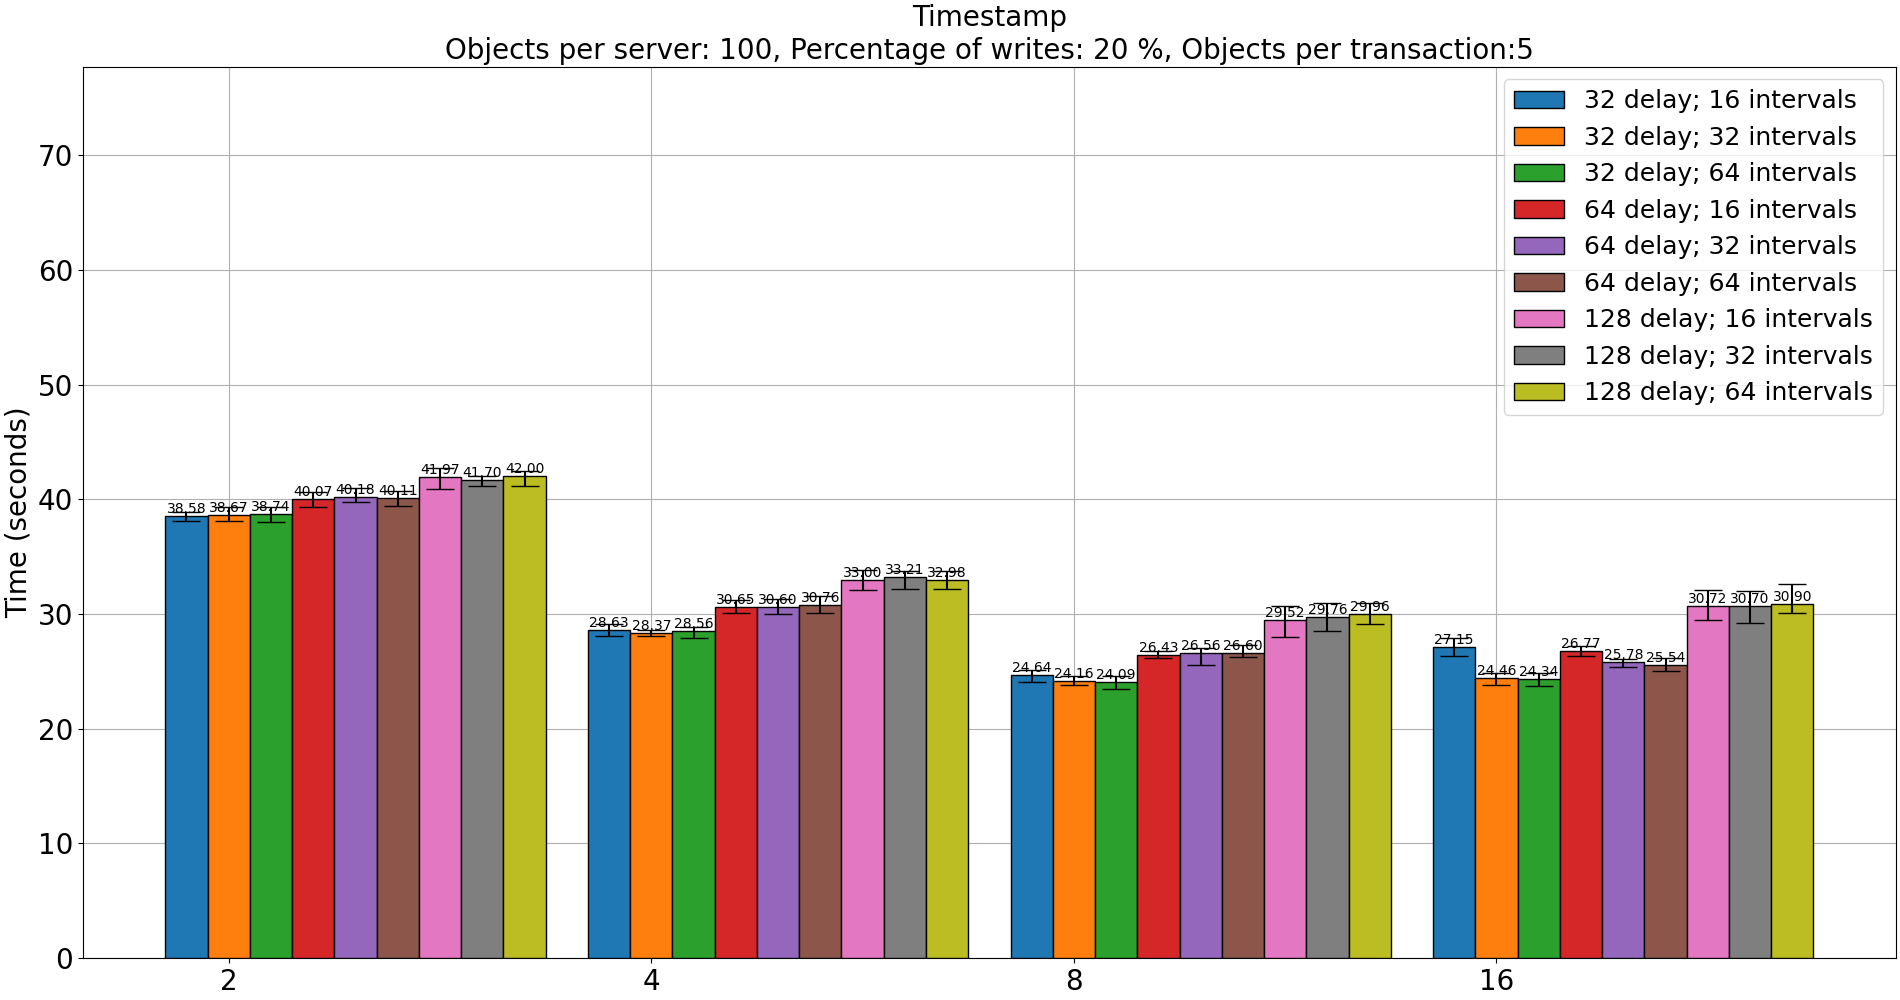 Timestamp
Objects per server: 100, Percentage of writes: 20 %, Objects per transaction:5
Time (seconds)
70
60
50
40
30
20
10
0
32 delay; 16 intervals
32 delay; 32 intervals
32 delay; 64 intervals
64 delay; 16 intervals
64 delay; 32 intervals
64 delay; 64 intervals
128 delay; 16 intervals
128 delay; 32 intervals
128 delay; 64 intervals
38.58 38.67 38.74 40.07 40.18 40.11 41.97 41.70 42.00
28.63 28.37 28.56 30.65 30.60 30.76 33.00 33.21 32.98
24.64 24.16 24.09 26.43 26.56 26.60 29.52 29.76 29.96
27.15 24.46 24.34 26.77 25.78 25.54 30.72 30.70 30.90
2 4 8 16